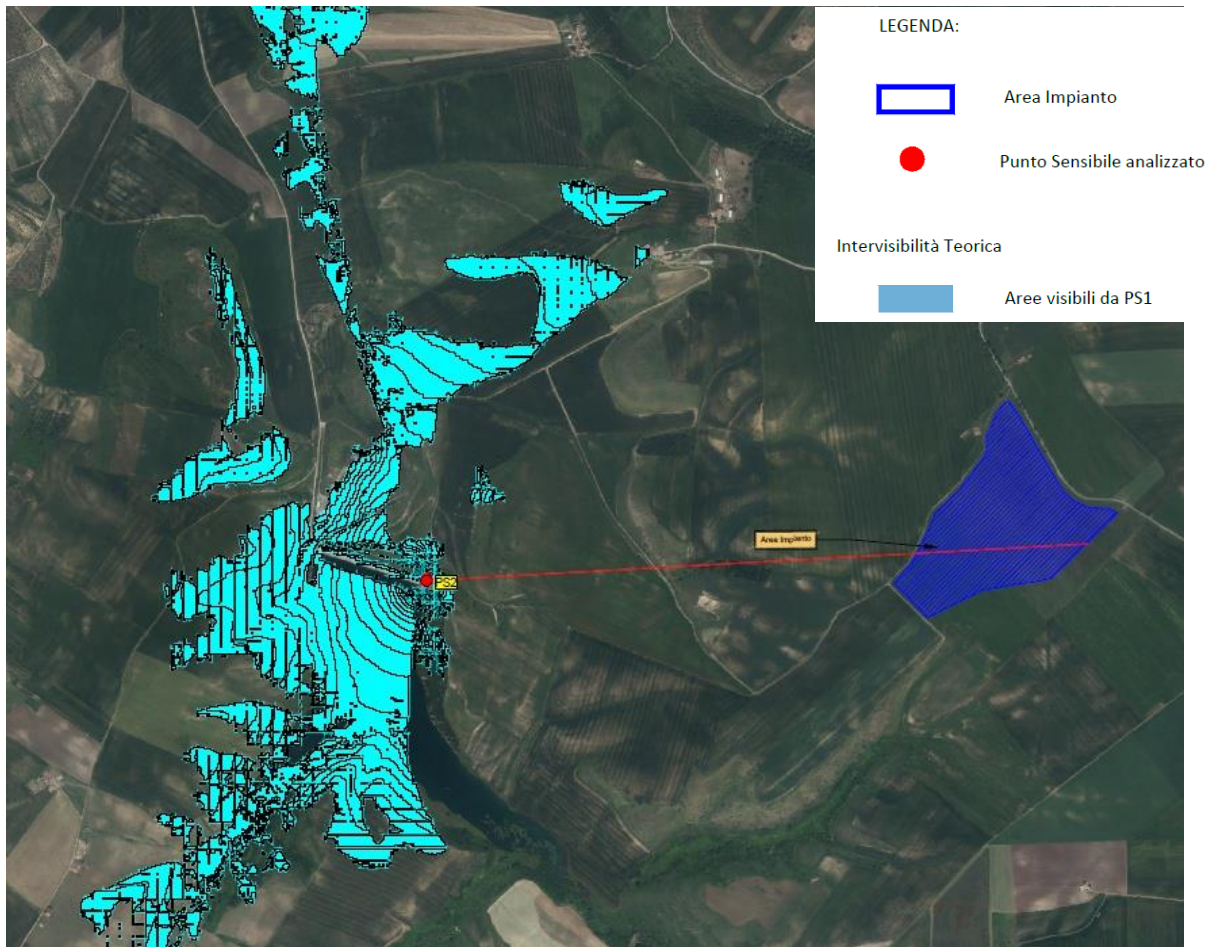 LEGENDA:
Area Impianto
Punto Sensibile analizzato
Intervisibilità Teorica
Aree visibili da PS1
Area Impianto
PS2